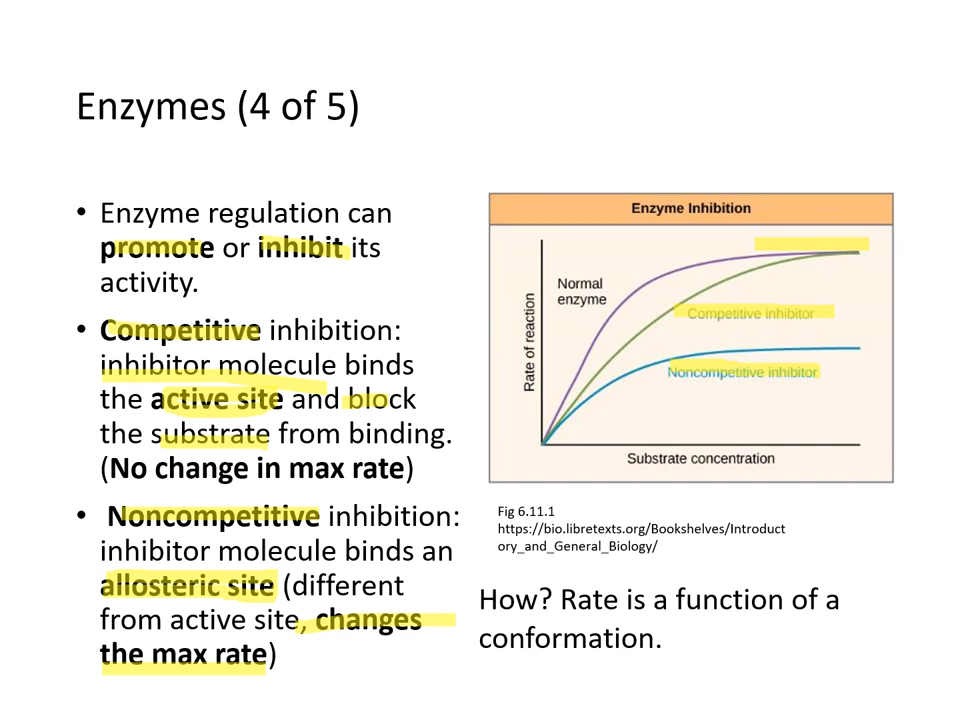 Enzymes (4 of 5)
• Enzyme regulation can
promote or inhibit its
activity.
• Competitive inhibition:
inhibitor molecule binds
the active site and block
the substrate from binding.
(No change in max rate)
• Noncompetitive inhibition:
inhibitor molecule binds an
allosteric site (different
from active site, changes
the max rate)
Enzyme Inhibition
Normal
enzyme
Competitive inhibitor
Noncompetitive inhibitor
Rate of reaction
Substrate concentration
Fig 6.11.1
https://bio.libretexts.org/Bookshelves/Introduct
ory_and_General_Biology/
How? Rate is a function of a
conformation.